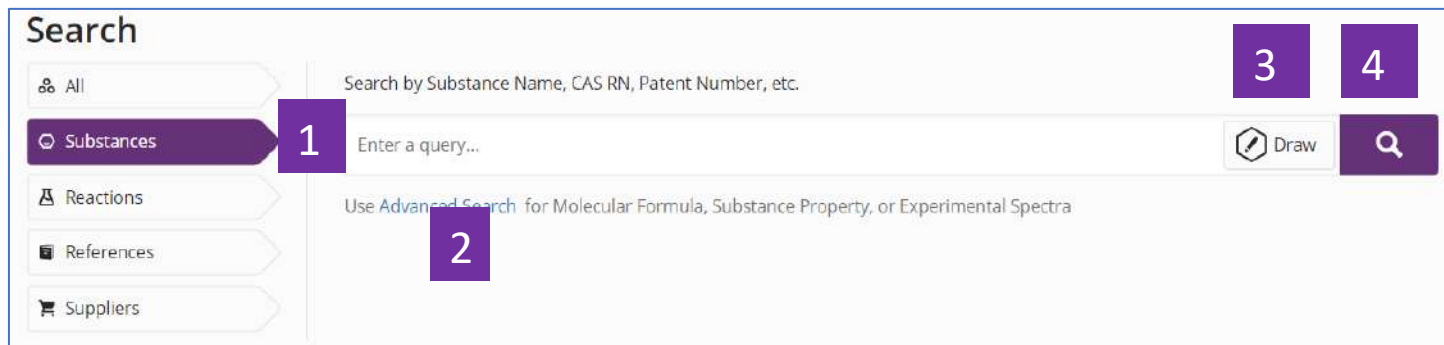 Search
All
Substances
Reactions
References
Suppliers
1
Search by Substance Name, CAS RN, Patent Number, etc.
3
4
Enter a query...
Draw
Use Advanced Search for Molecular Formula, Substance Property, or Experimental Spectra
2